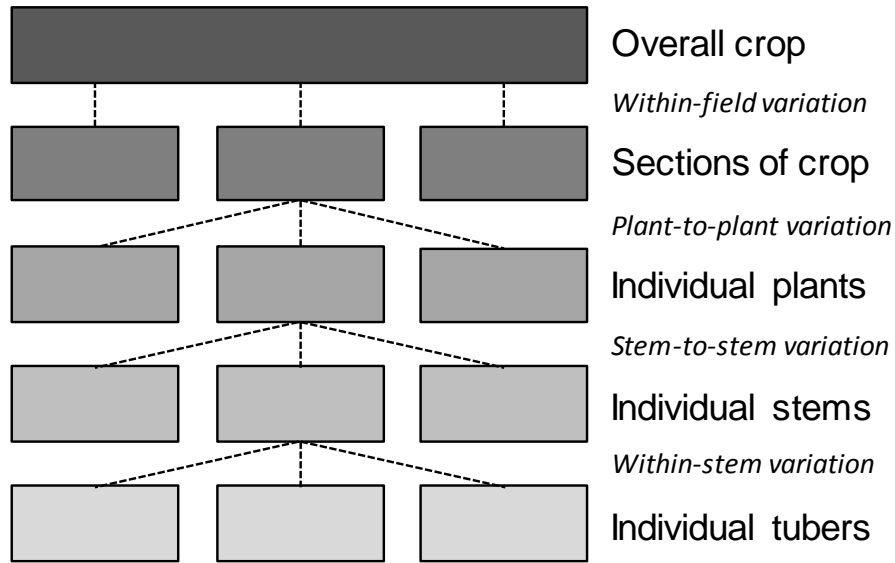 Overall crop
Within-field variation
Sections of crop
Plant-to-plant variation
Individual plants
Stem-to-stem variation
Individual stems
Within-stem variation
Individual tubers